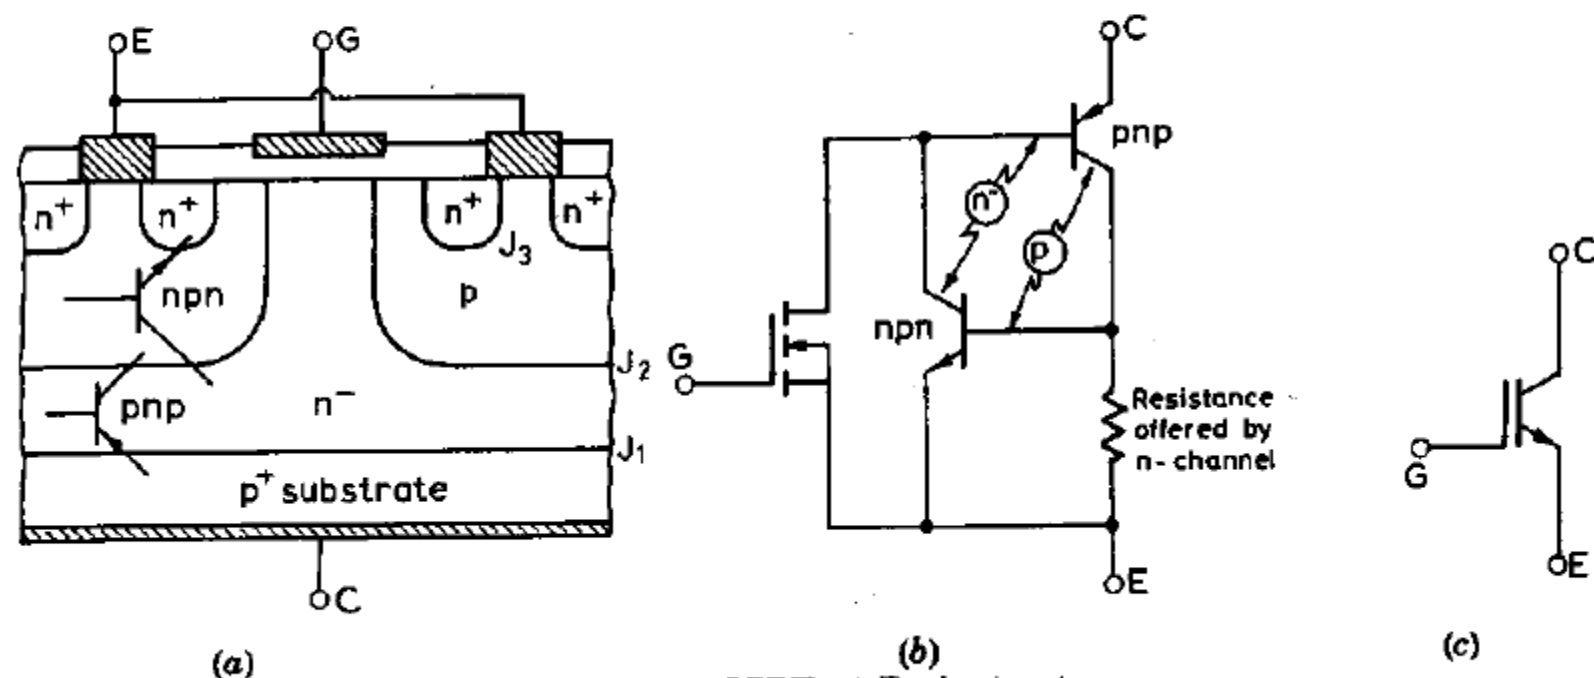 E
G
n+
n+
n+
n+
J3
npn
p
J2
pnp
n−
J1
p+ substrate
C
(a)
C
pnp
n-
p
npn
G
Resistance
offered by
n-channel
E
(b)
C
G
E
(c)